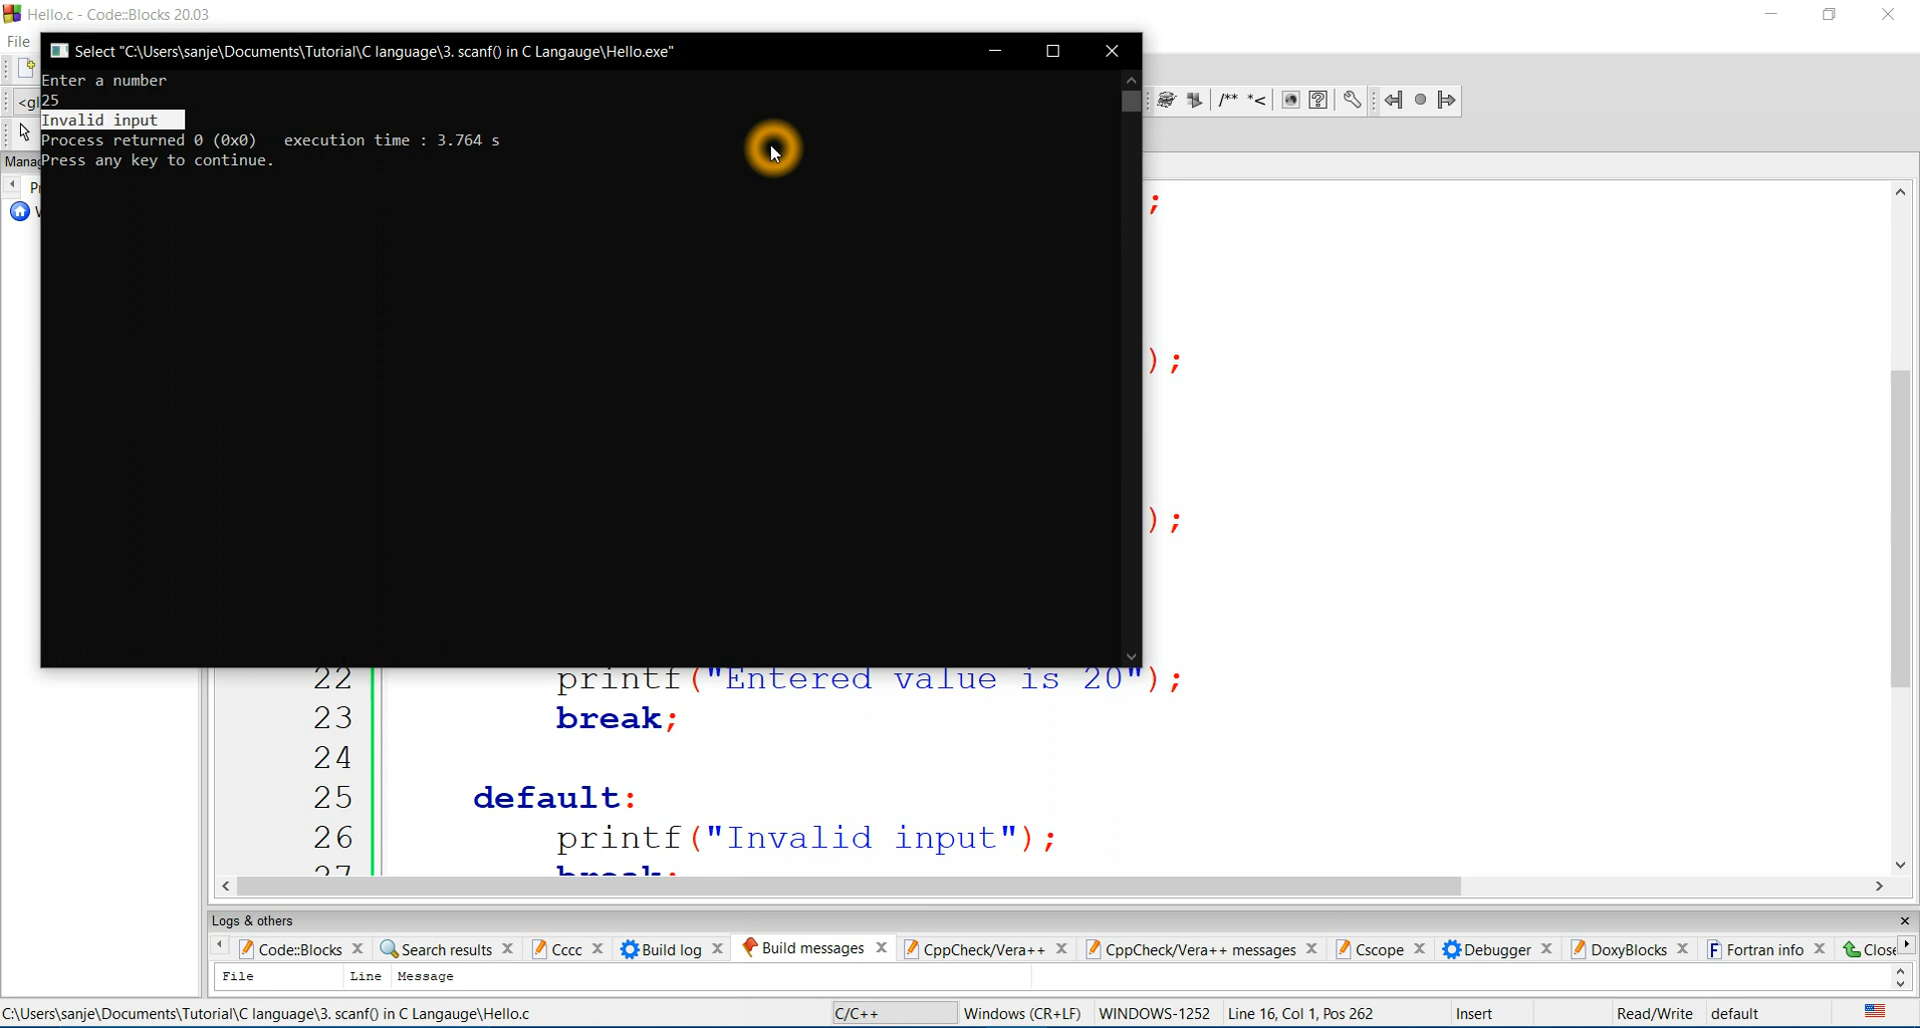 Hello.c - Code::Blocks 20.03
File
Select "C:\Users\sanje\Documents\Tutorial\C language\3. scanf() in C Langauge\Hello.exe"
Enter a number
25
Invalid input
Process returned 0 (0x0)   execution time : 3.764 s
Press any key to continue.
<gl
/** *<
Manag
;
);
);
22 printf("Entered value is 20");
23 break;
24
25 default:
26 printf("Invalid input");
27 break;
Logs & others
Code::Blocks Search results Cccc Build log Build messages CppCheck/Vera++ CppCheck/Vera++ messages Cscope Debugger DoxyBlocks Fortran info Close
File Line Message
C:\Users\sanje\Documents\Tutorial\C language\3. scanf() in C Langauge\Hello.c C/C++ Windows (CR+LF) WINDOWS-1252 Line 16, Col 1, Pos 262 Insert Read/Write default